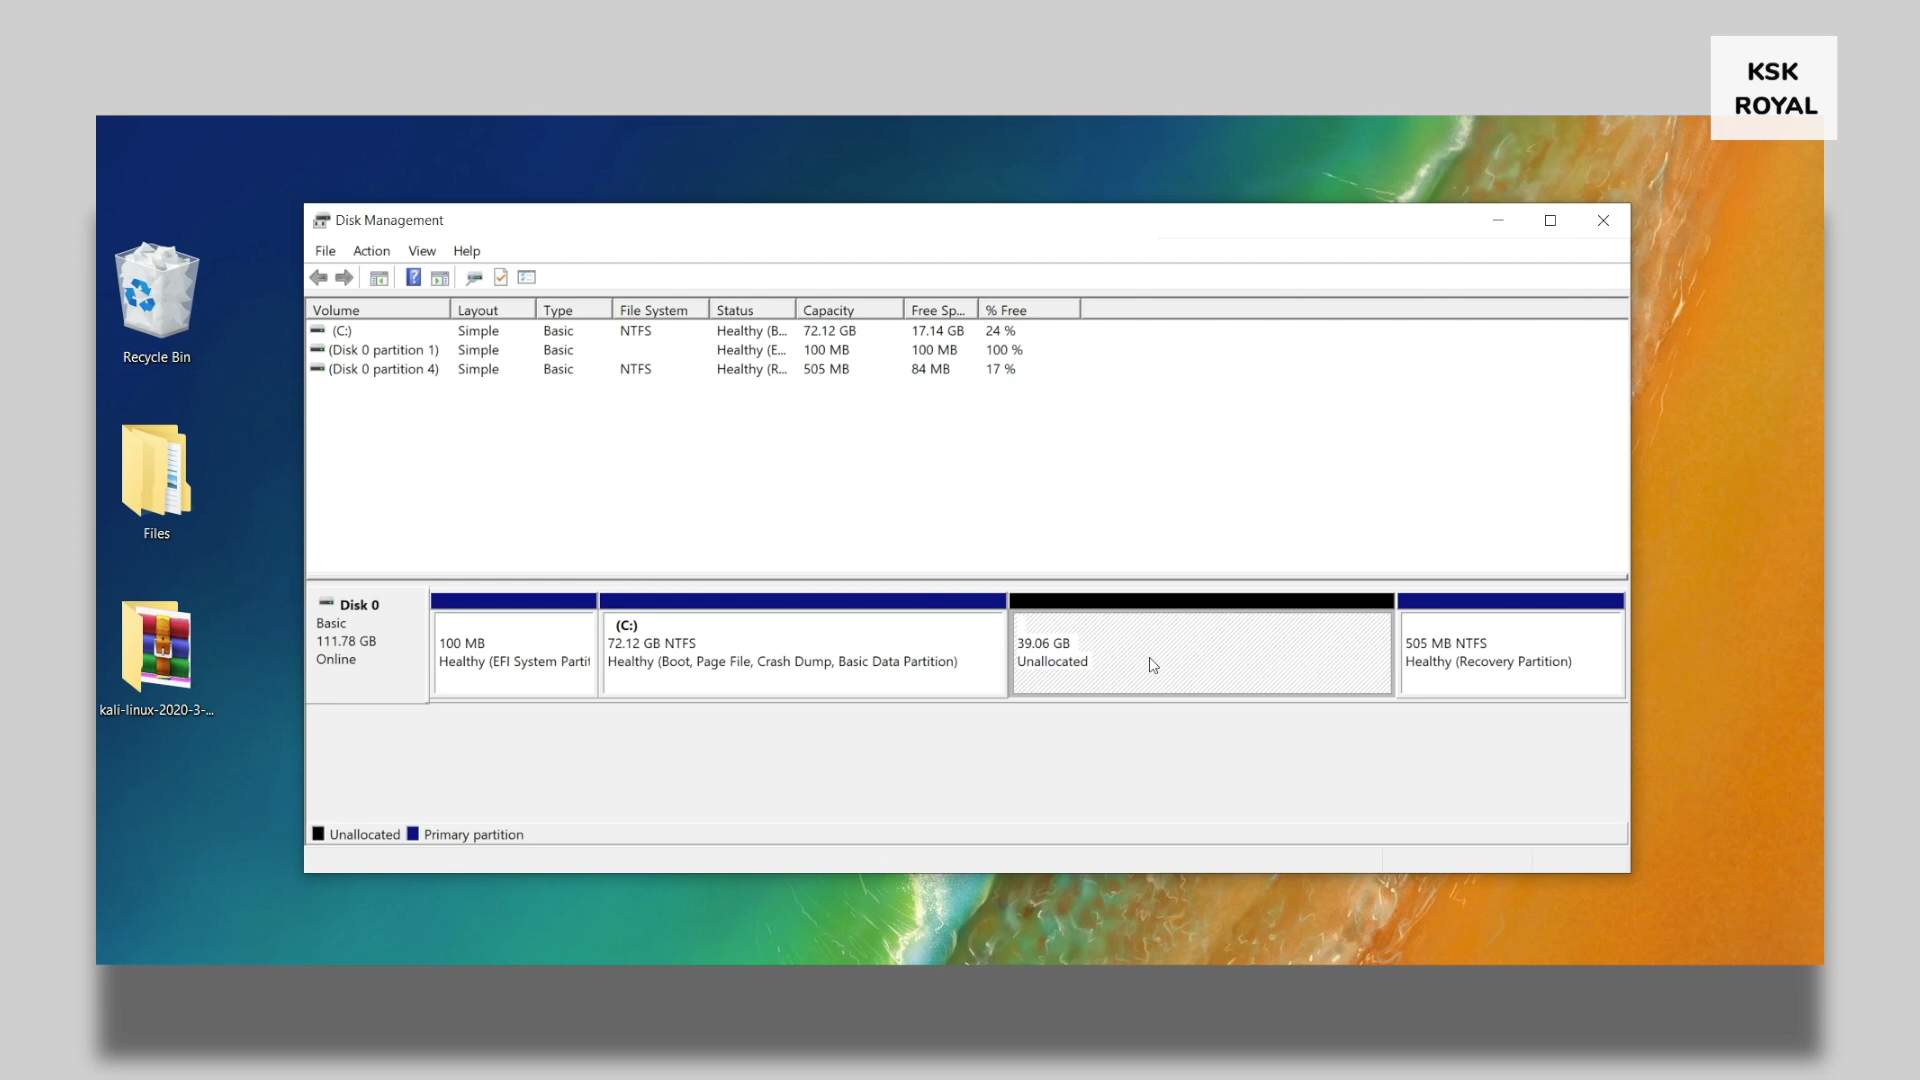 KSK
ROYAL
Disk Management
File Action View Help
Volume Layout Type File System Status Capacity Free Sp... % Free
(C:) Simple Basic NTFS Healthy (B... 72.12 GB 17.14 GB 24 %
(Disk 0 partition 1) Simple Basic Healthy (E... 100 MB 100 MB 100 %
(Disk 0 partition 4) Simple Basic NTFS Healthy (R... 505 MB 84 MB 17 %
Recycle Bin
Files
kali-linux-2020-3-...
Disk 0
Basic
111.78 GB
Online
100 MB
Healthy (EFI System Partit
(C:)
72.12 GB NTFS
Healthy (Boot, Page File, Crash Dump, Basic Data Partition)
39.06 GB
Unallocated
505 MB NTFS
Healthy (Recovery Partition)
Unallocated Primary partition